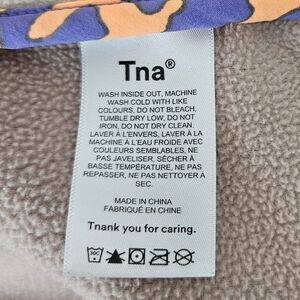 Tna®
WASH INSIDE OUT, MACHINE
WASH COLD WITH LIKE
COLOURS, DO NOT BLEACH,
TUMBLE DRY LOW, DO NOT
IRON, DO NOT DRY CLEAN.
LAVER À L'ENVERS, LAVER À LA
MACHINE À L'EAU FROIDE AVEC
COULEURS SEMBLABLES, NE
PAS JAVELISER, SÉCHER À
BASSE TEMPÉRATURE, NE PAS
REPASSER, NE PAS NETTOYER À
SEC.
MADE IN CHINA
FABRIQUÉ EN CHINE
Tnank you for caring.
30C